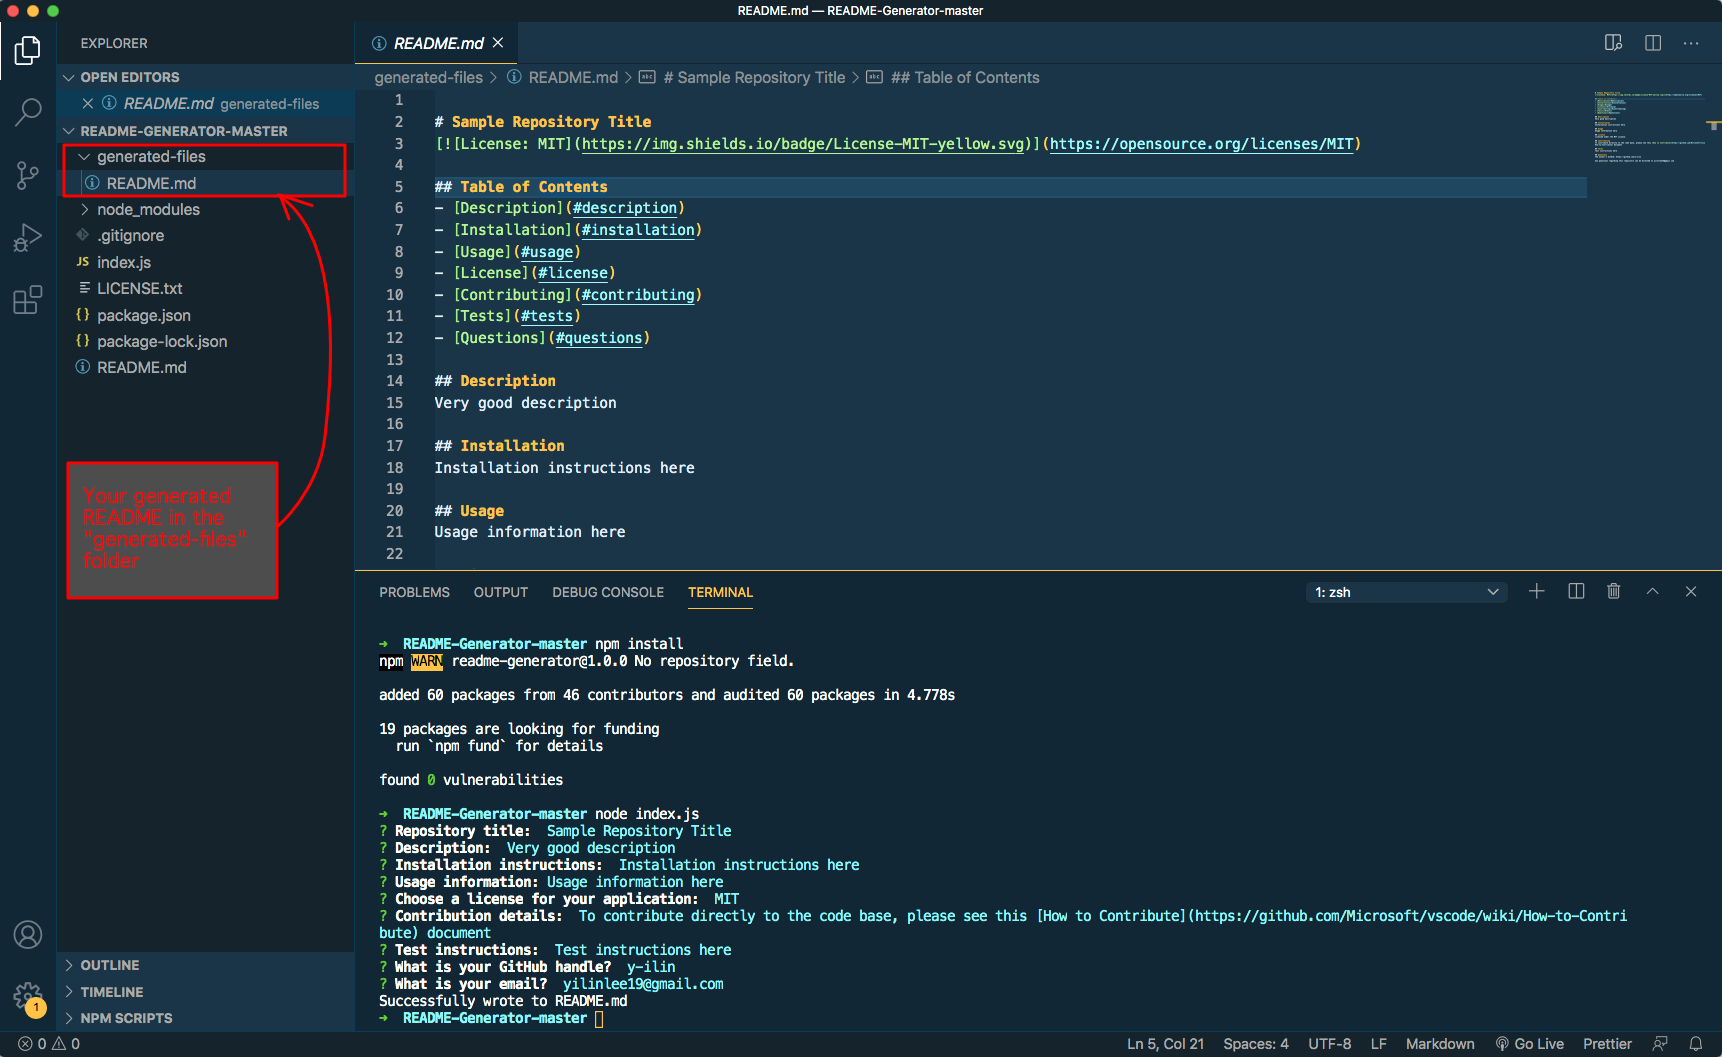 README.md — README-Generator-master
EXPLORER
OPEN EDITORS
README.md generated-files
README-GENERATOR-MASTER
generated-files
README.md
node_modules
.gitignore
JS index.js
LICENSE.txt
{} package.json
{} package-lock.json
README.md
Your generated
README in the
"generated-files"
folder
OUTLINE
TIMELINE
NPM SCRIPTS
1
README.md
generated-files > README.md > # Sample Repository Title > ## Table of Contents
1
2 # Sample Repository Title
3 [![License: MIT](https://img.shields.io/badge/License-MIT-yellow.svg)](https://opensource.org/licenses/MIT)
4
5 ## Table of Contents
6 - [Description](#description)
7 - [Installation](#installation)
8 - [Usage](#usage)
9 - [License](#license)
10 - [Contributing](#contributing)
11 - [Tests](#tests)
12 - [Questions](#questions)
13
14 ## Description
15 Very good description
16
17 ## Installation
18 Installation instructions here
19
20 ## Usage
21 Usage information here
22
PROBLEMS OUTPUT DEBUG CONSOLE TERMINAL 1: zsh
➜ README-Generator-master npm install
npm WARN readme-generator@1.0.0 No repository field.
added 60 packages from 46 contributors and audited 60 packages in 4.778s
19 packages are looking for funding
run `npm fund` for details
found 0 vulnerabilities
➜ README-Generator-master node index.js
? Repository title: Sample Repository Title
? Description: Very good description
? Installation instructions: Installation instructions here
? Usage information: Usage information here
? Choose a license for your application: MIT
? Contribution details: To contribute directly to the code base, please see this [How to Contribute](https://github.com/Microsoft/vscode/wiki/How-to-Contri
bute) document
? Test instructions: Test instructions here
? What is your GitHub handle? y-ilin
? What is your email? yilinlee19@gmail.com
Successfully wrote to README.md
➜ README-Generator-master
0 0 Ln 5, Col 21 Spaces: 4 UTF-8 LF Markdown Go Live Prettier